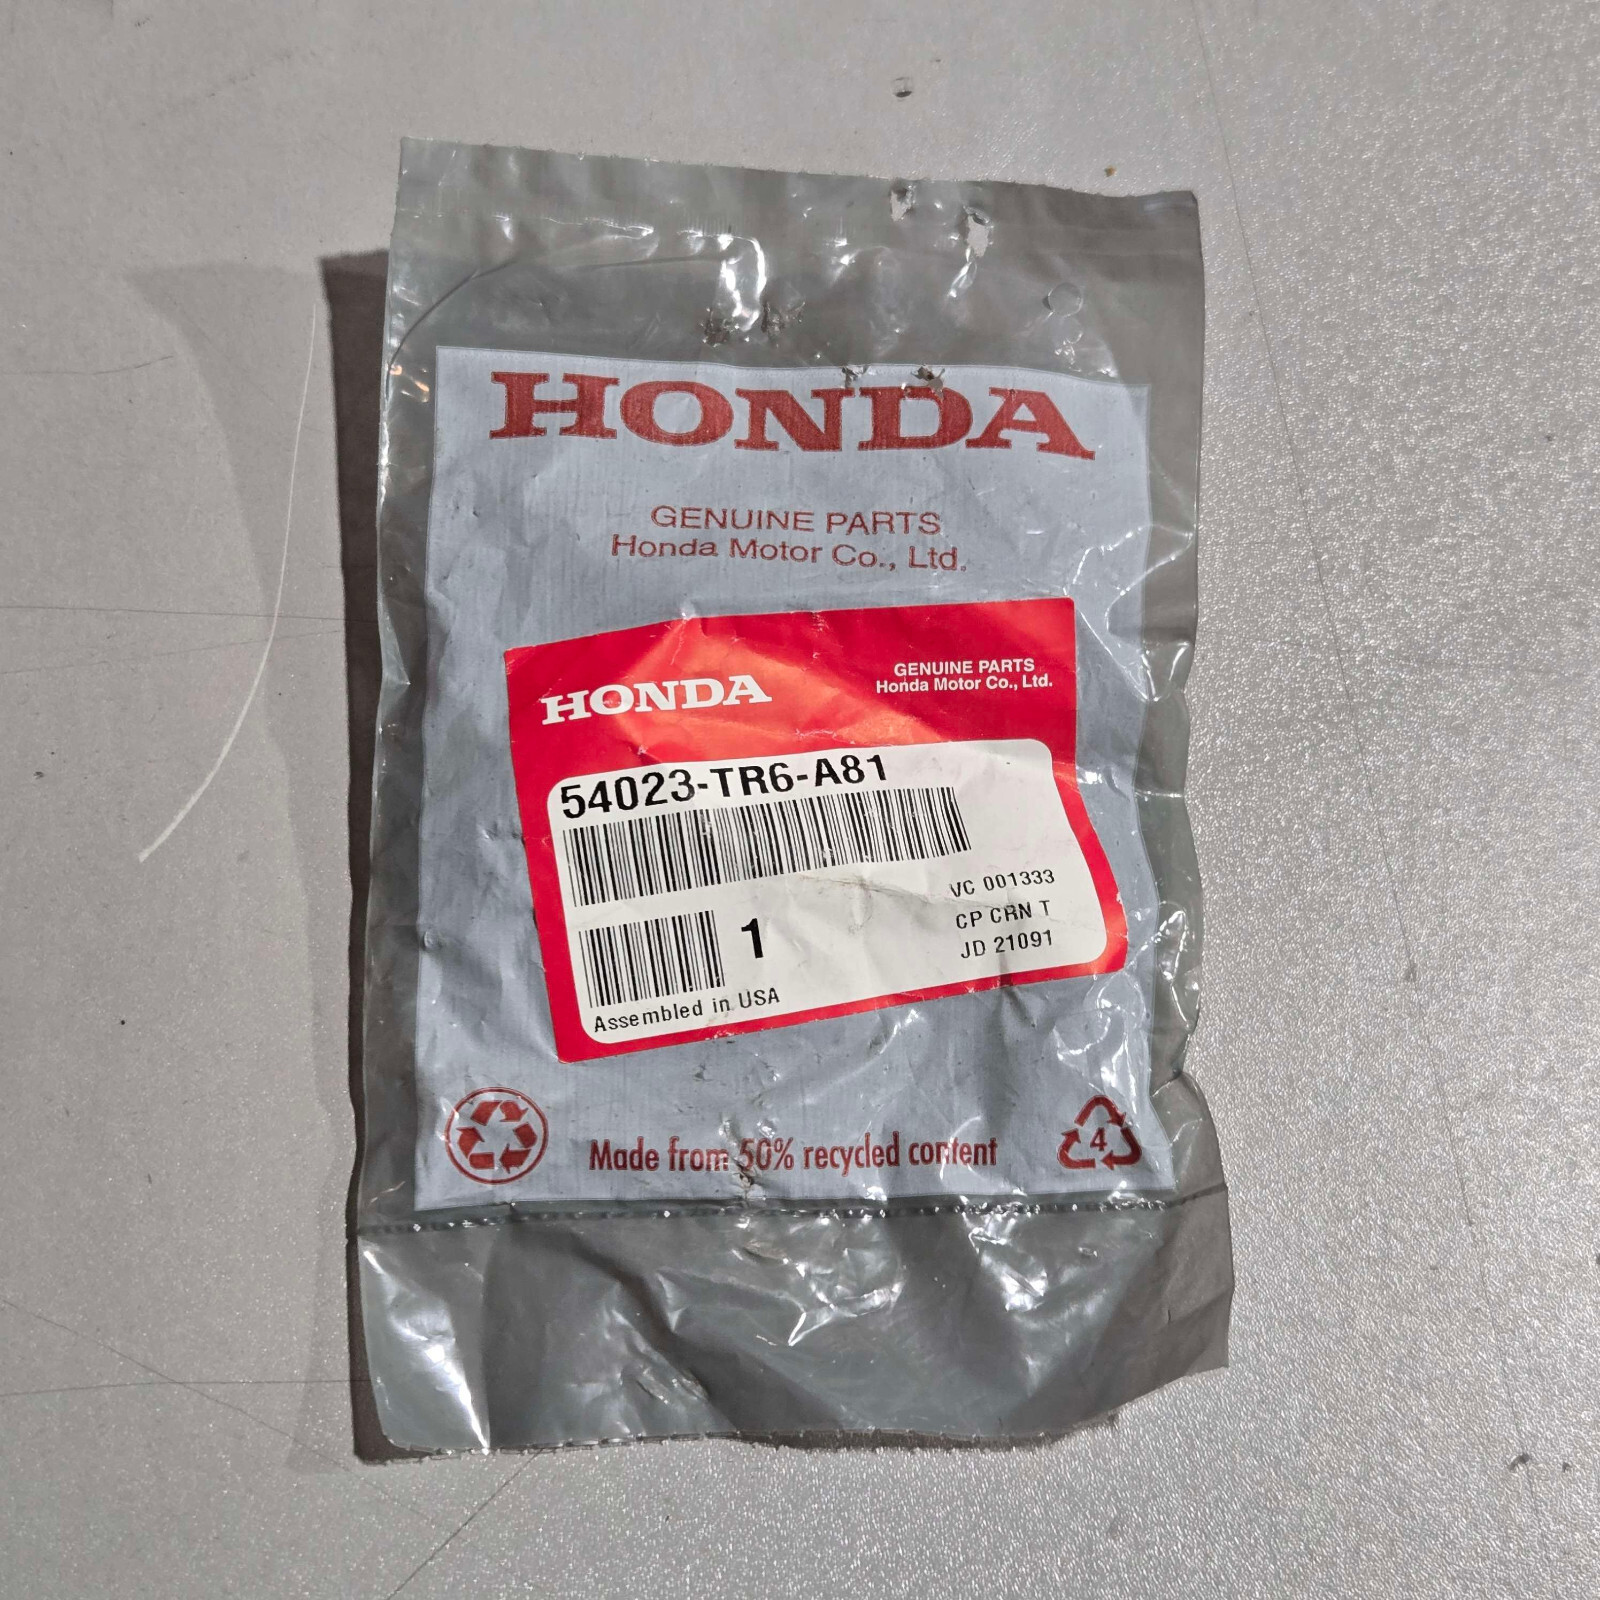 HONDA
GENUINE PARTS
Honda Motor Co., Ltd.
HONDA
GENUINE PARTS
Honda Motor Co., Ltd.
54023-TR6-A81
VC 001333
1
CP CRN T
JD 21091
Assembled in USA
Made from 50% recycled content
4